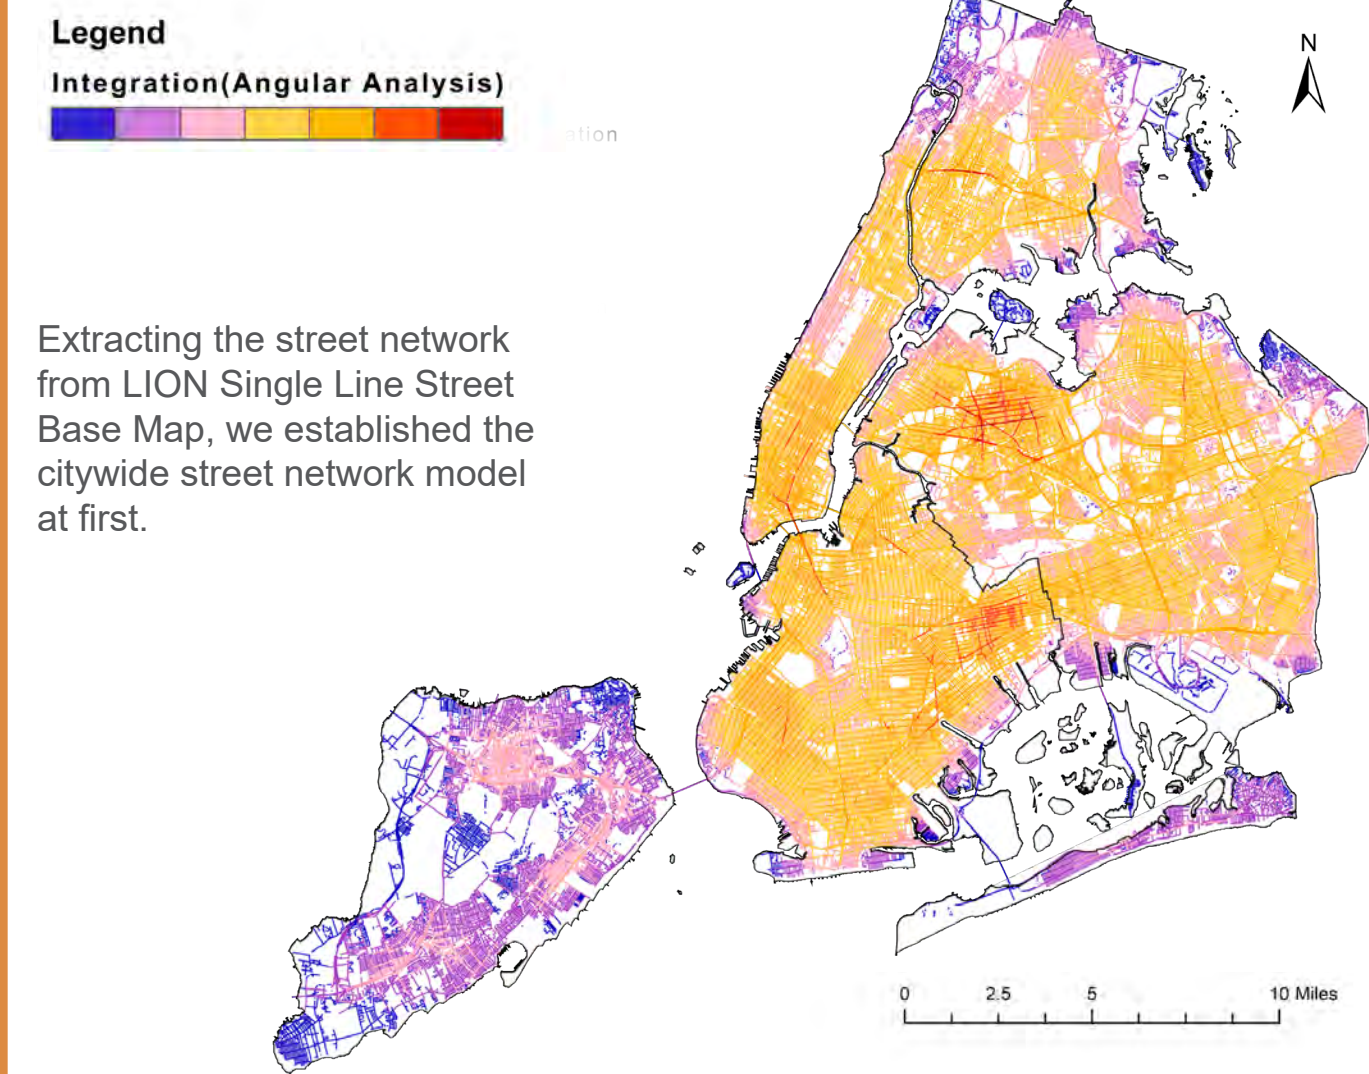 Legend
Integration(Angular Analysis)
ation
N
Extracting the street network
from LION Single Line Street
Base Map, we established the
citywide street network model
at first.
0 2.5 5 10 Miles